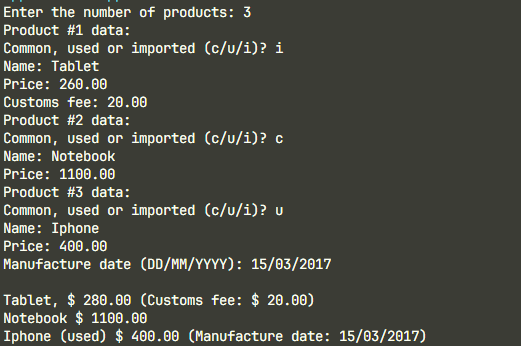 Enter the number of products: 3
Product #1 data:
Common, used or imported (c/u/i)? i
Name: Tablet
Price: 260.00
Customs fee: 20.00
Product #2 data:
Common, used or imported (c/u/i)? c
Name: Notebook
Price: 1100.00
Product #3 data:
Common, used or imported (c/u/i)? u
Name: Iphone
Price: 400.00
Manufacture date (DD/MM/YYYY): 15/03/2017
Tablet, $ 280.00 (Customs fee: $ 20.00)
Notebook $ 1100.00
Iphone (used) $ 400.00 (Manufacture date: 15/03/2017)